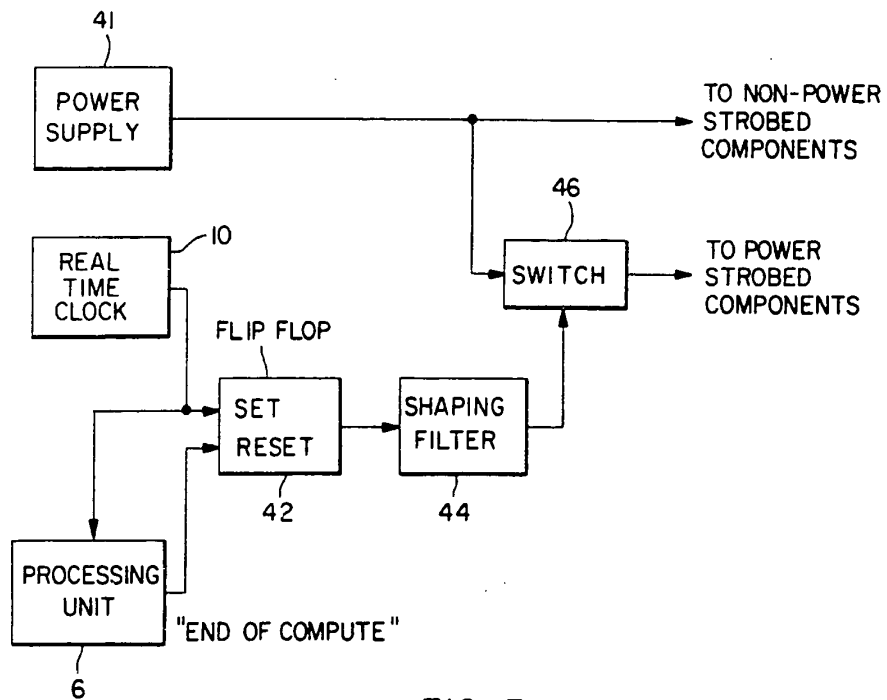 41
POWER
SUPPLY
TO NON-POWER
STROBED
COMPONENTS
46
SWITCH
TO POWER
STROBED
COMPONENTS
10
REAL
TIME
CLOCK
FLIP FLOP
SET
RESET
42
SHAPING
FILTER
44
PROCESSING
UNIT
"END OF COMPUTE"
6